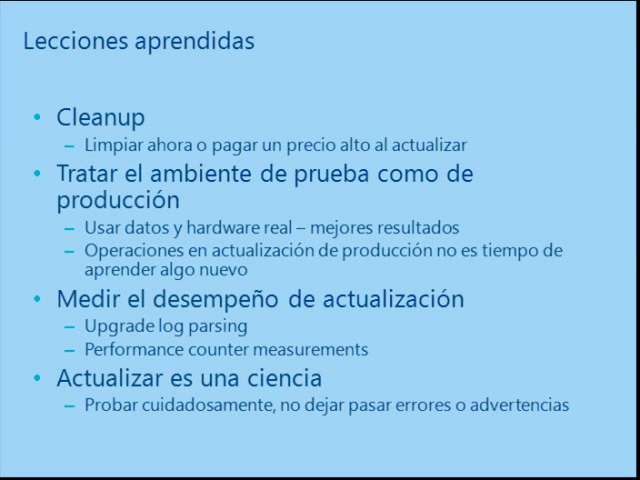 Lecciones aprendidas
• Cleanup
– Limpiar ahora o pagar un precio alto al actualizar
• Tratar el ambiente de prueba como de
producción
– Usar datos y hardware real – mejores resultados
– Operaciones en actualización de producción no es tiempo de
aprender algo nuevo
• Medir el desempeño de actualización
– Upgrade log parsing
– Performance counter measurements
• Actualizar es una ciencia
– Probar cuidadosamente, no dejar pasar errores o advertencias